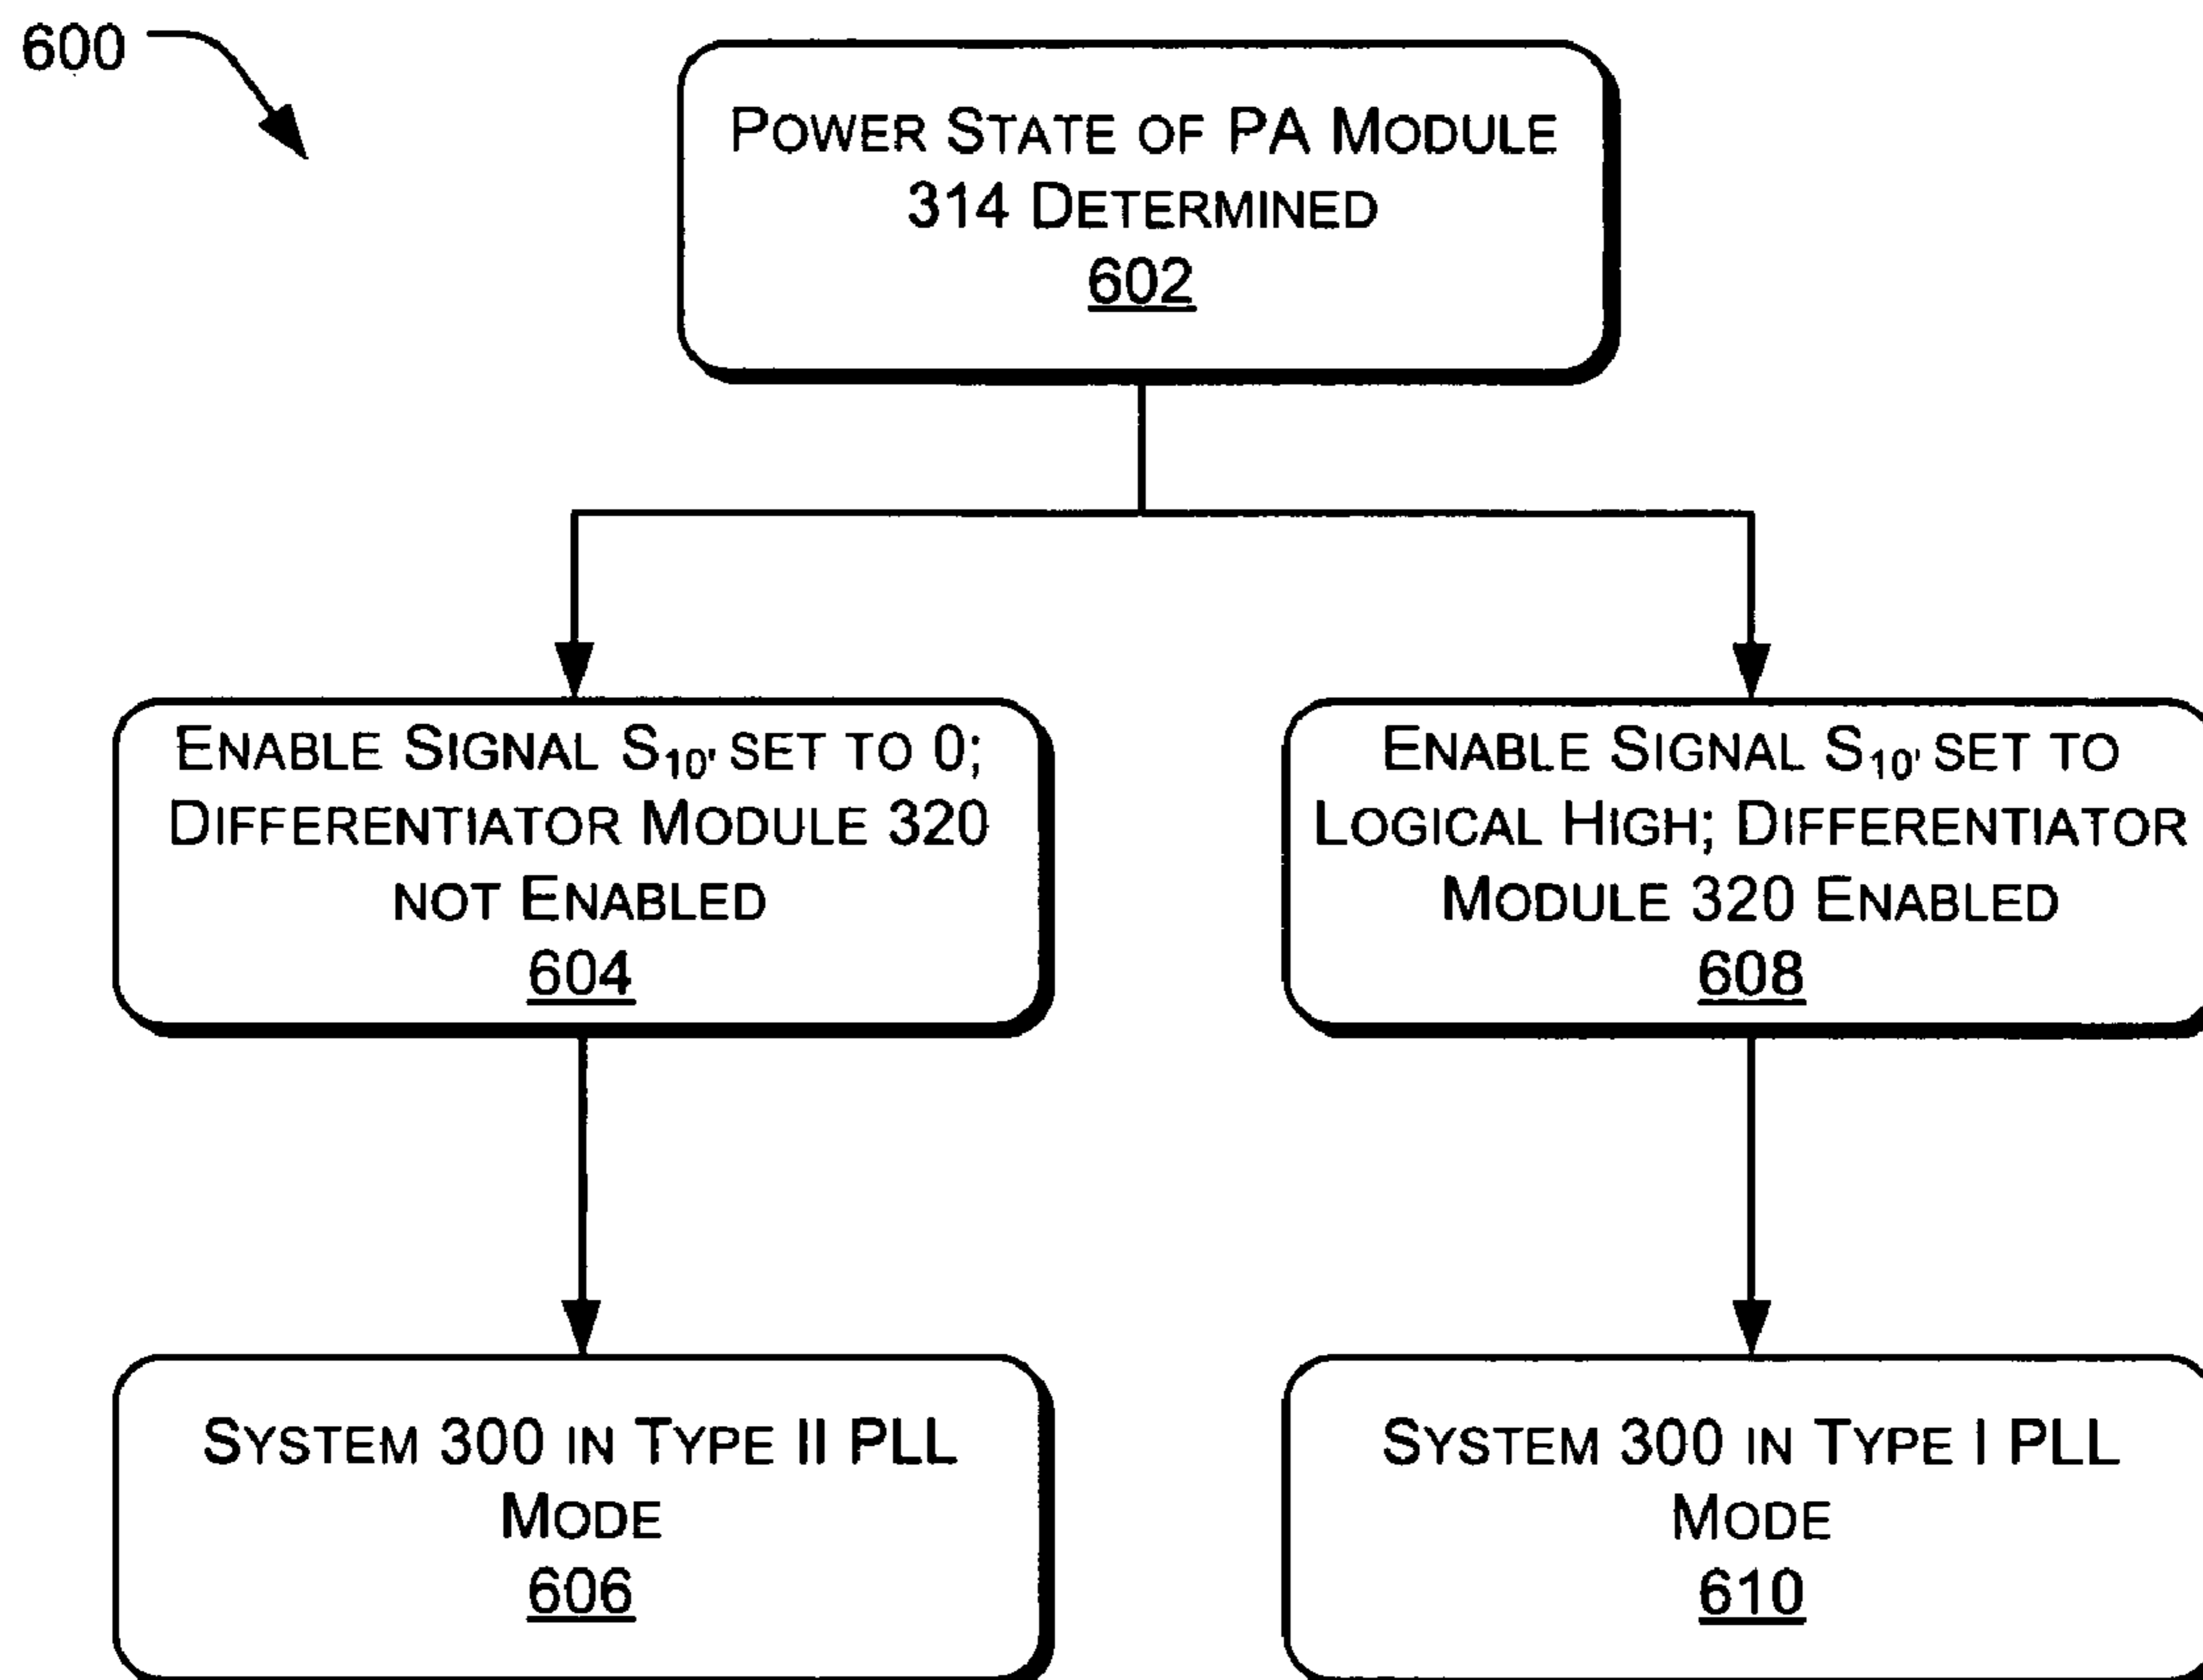 600
POWER STATE OF PA MODULE
314 DETERMINED
602
ENABLE SIGNAL S10' SET TO 0;
DIFFERENTIATOR MODULE 320
NOT ENABLED
604
ENABLE SIGNAL S10' SET TO
LOGICAL HIGH; DIFFERENTIATOR
MODULE 320 ENABLED
608
SYSTEM 300 IN TYPE II PLL
MODE
606
SYSTEM 300 IN TYPE I PLL
MODE
610